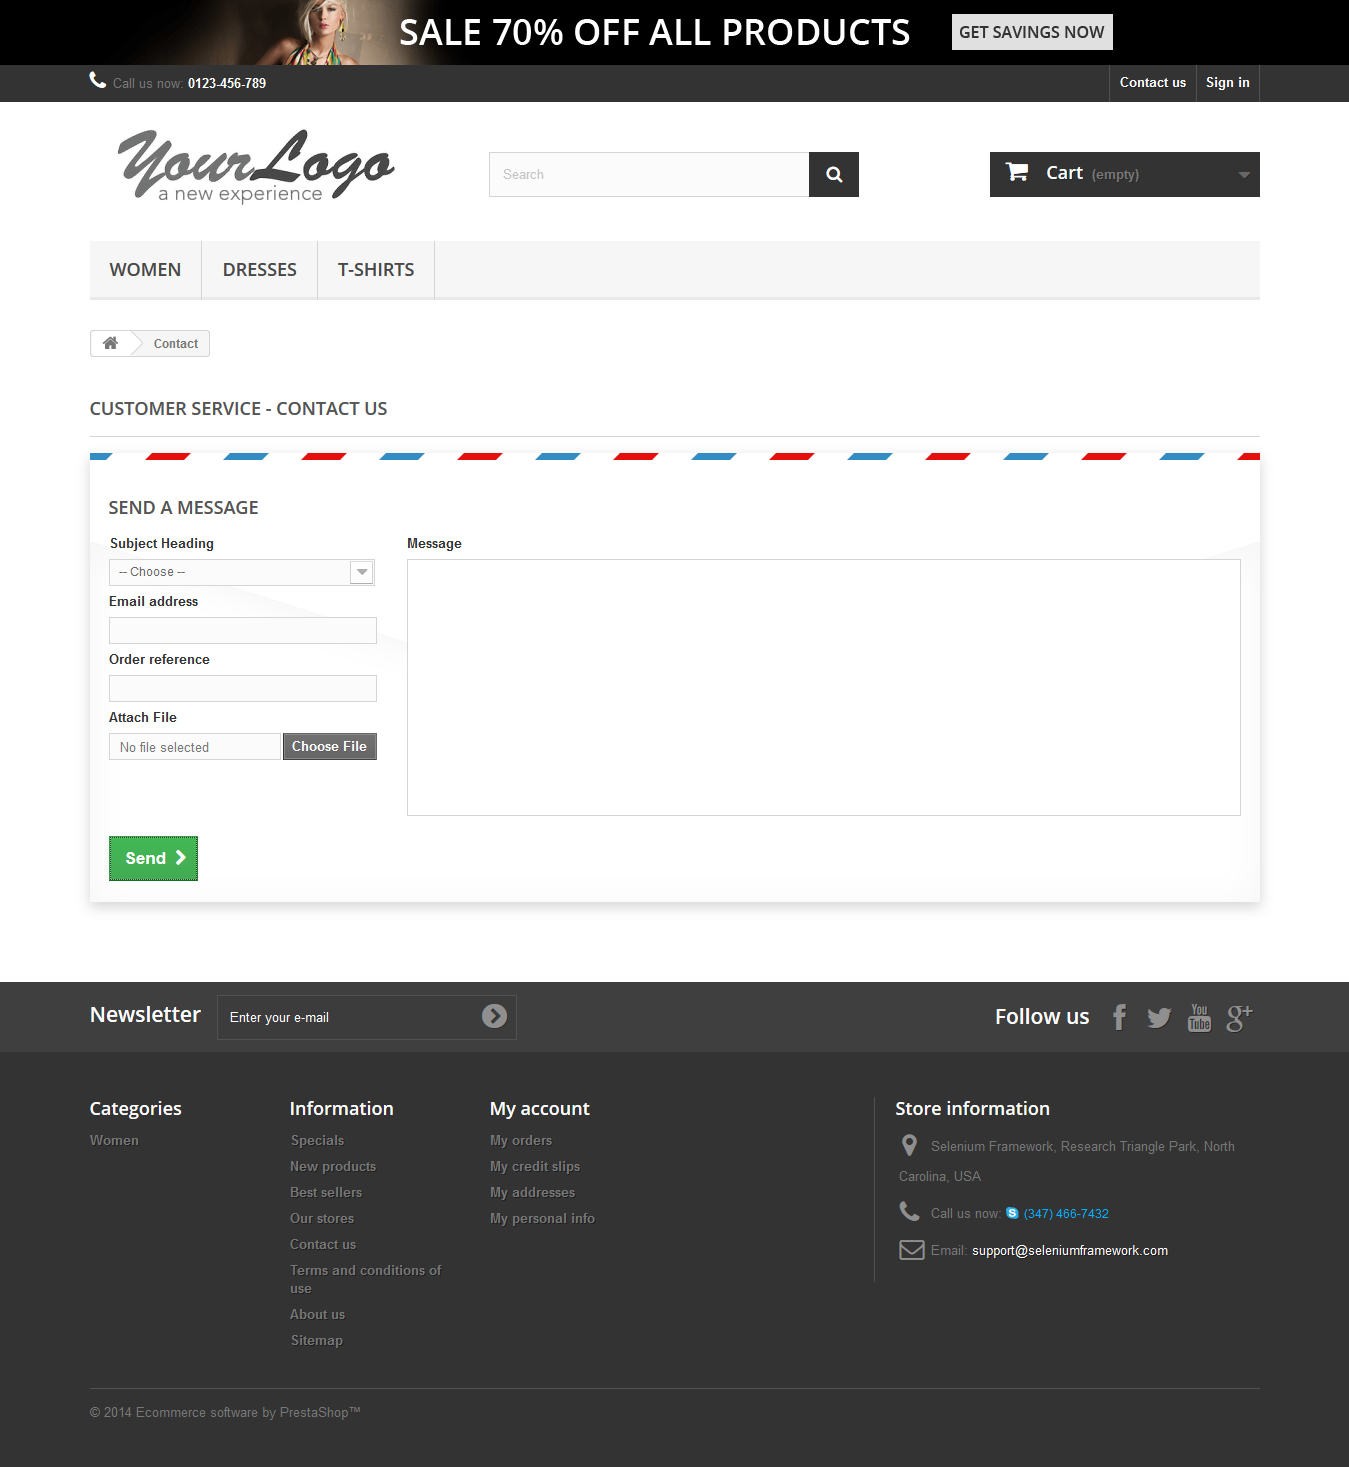 SALE 70% OFF ALL PRODUCTS GET SAVINGS NOW
Call us now: 0123-456-789 Contact us Sign in
YourLogo
a new experience
Search
Cart (empty)
WOMEN DRESSES T-SHIRTS
Contact
CUSTOMER SERVICE - CONTACT US
SEND A MESSAGE
Subject Heading
-- Choose --
Email address
Order reference
Attach File
No file selected Choose File
Message
Send
Newsletter Enter your e-mail
Follow us f You Tube g+
Categories
Women
Information
Specials
New products
Best sellers
Our stores
Contact us
Terms and conditions of
use
About us
Sitemap
My account
My orders
My credit slips
My addresses
My personal info
Store information
Selenium Framework, Research Triangle Park, North
Carolina, USA
Call us now: (347) 466-7432
Email: support@seleniumframework.com
© 2014 Ecommerce software by PrestaShop™